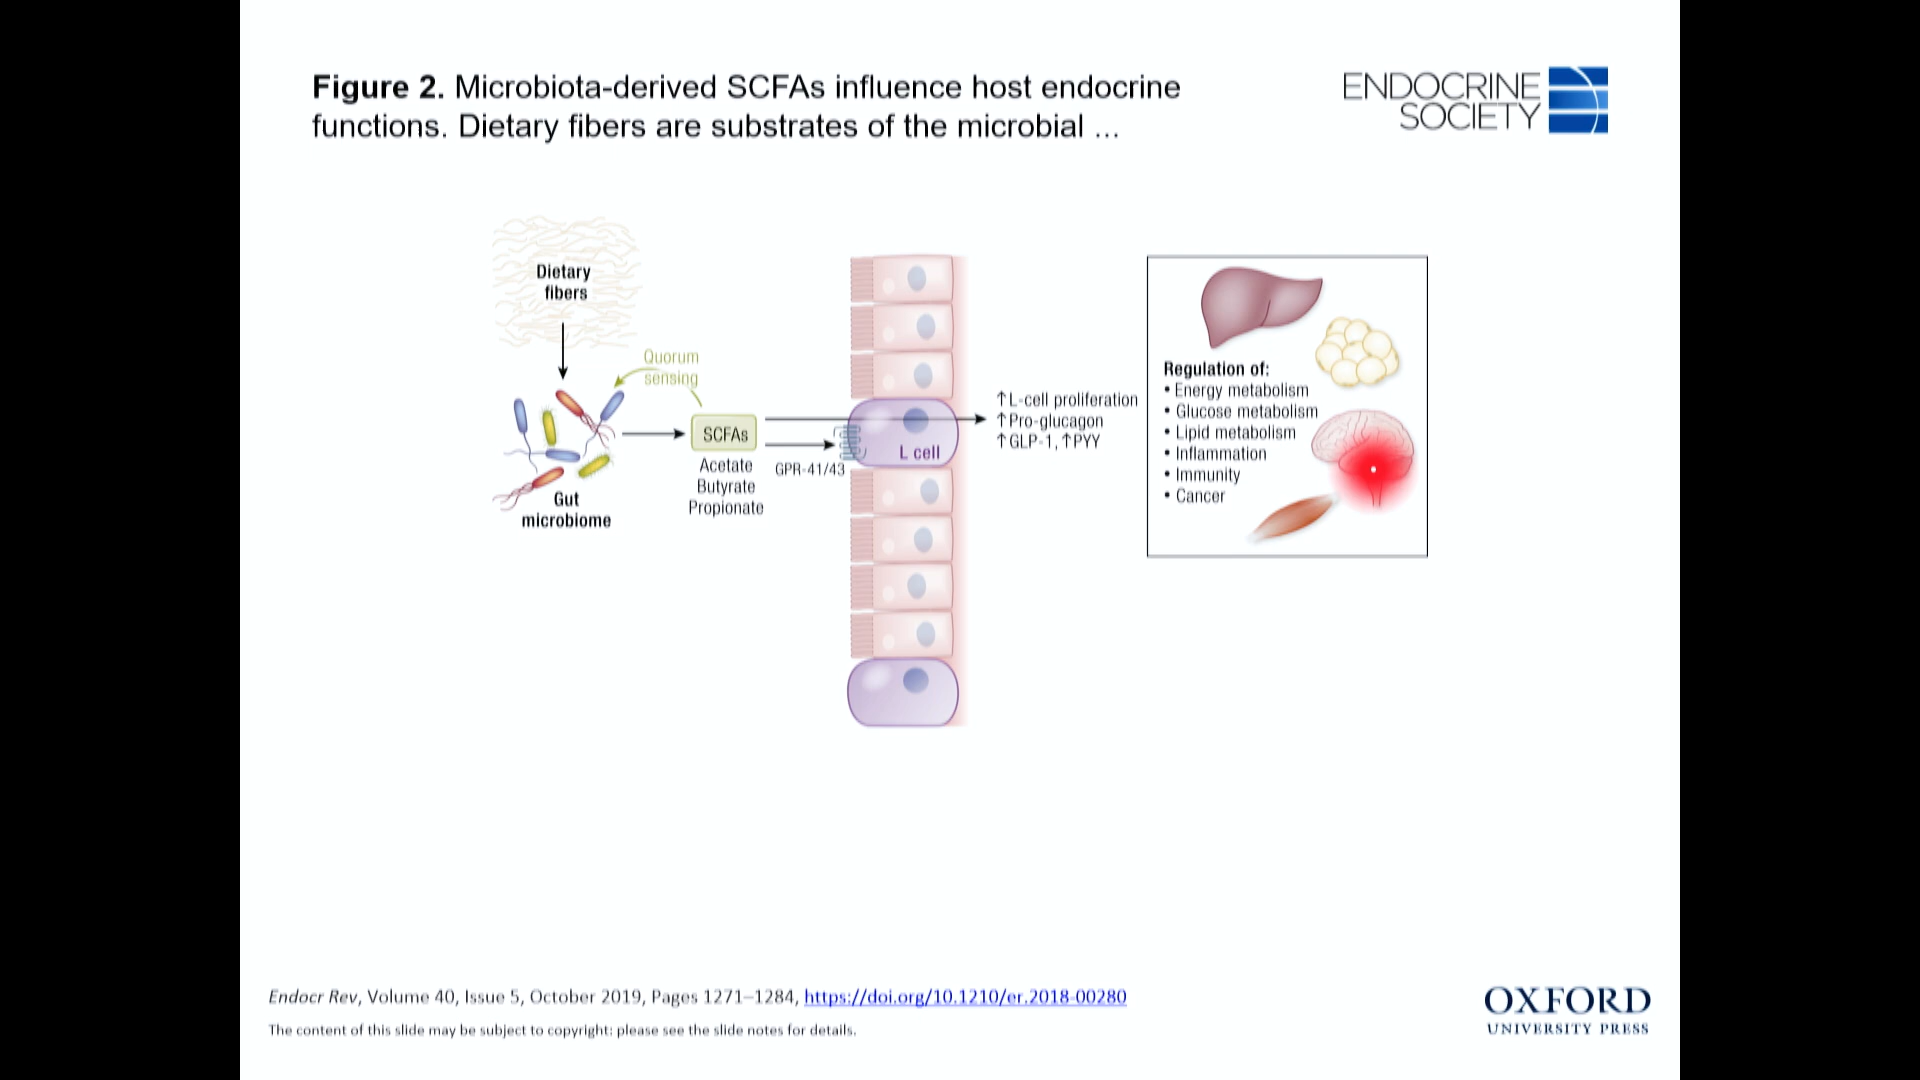 Figure 2. Microbiota-derived SCFAs influence host endocrine
functions. Dietary fibers are substrates of the microbial ...
ENDOCRINE
SOCIETY
Dietary
fibers
Quorum
sensing
SCFAs
Acetate
Butyrate
Propionate
Gut
microbiome
GPR-41/43
L cell
↑L-cell proliferation
↑Pro-glucagon
↑GLP-1, ↑PYY
Regulation of:
• Energy metabolism
• Glucose metabolism
• Lipid metabolism
• Inflammation
• Immunity
• Cancer
Endocr Rev, Volume 40, Issue 5, October 2019, Pages 1271–1284, https://doi.org/10.1210/er.2018-00280
The content of this slide may be subject to copyright: please see the slide notes for details.
OXFORD
UNIVERSITY PRESS